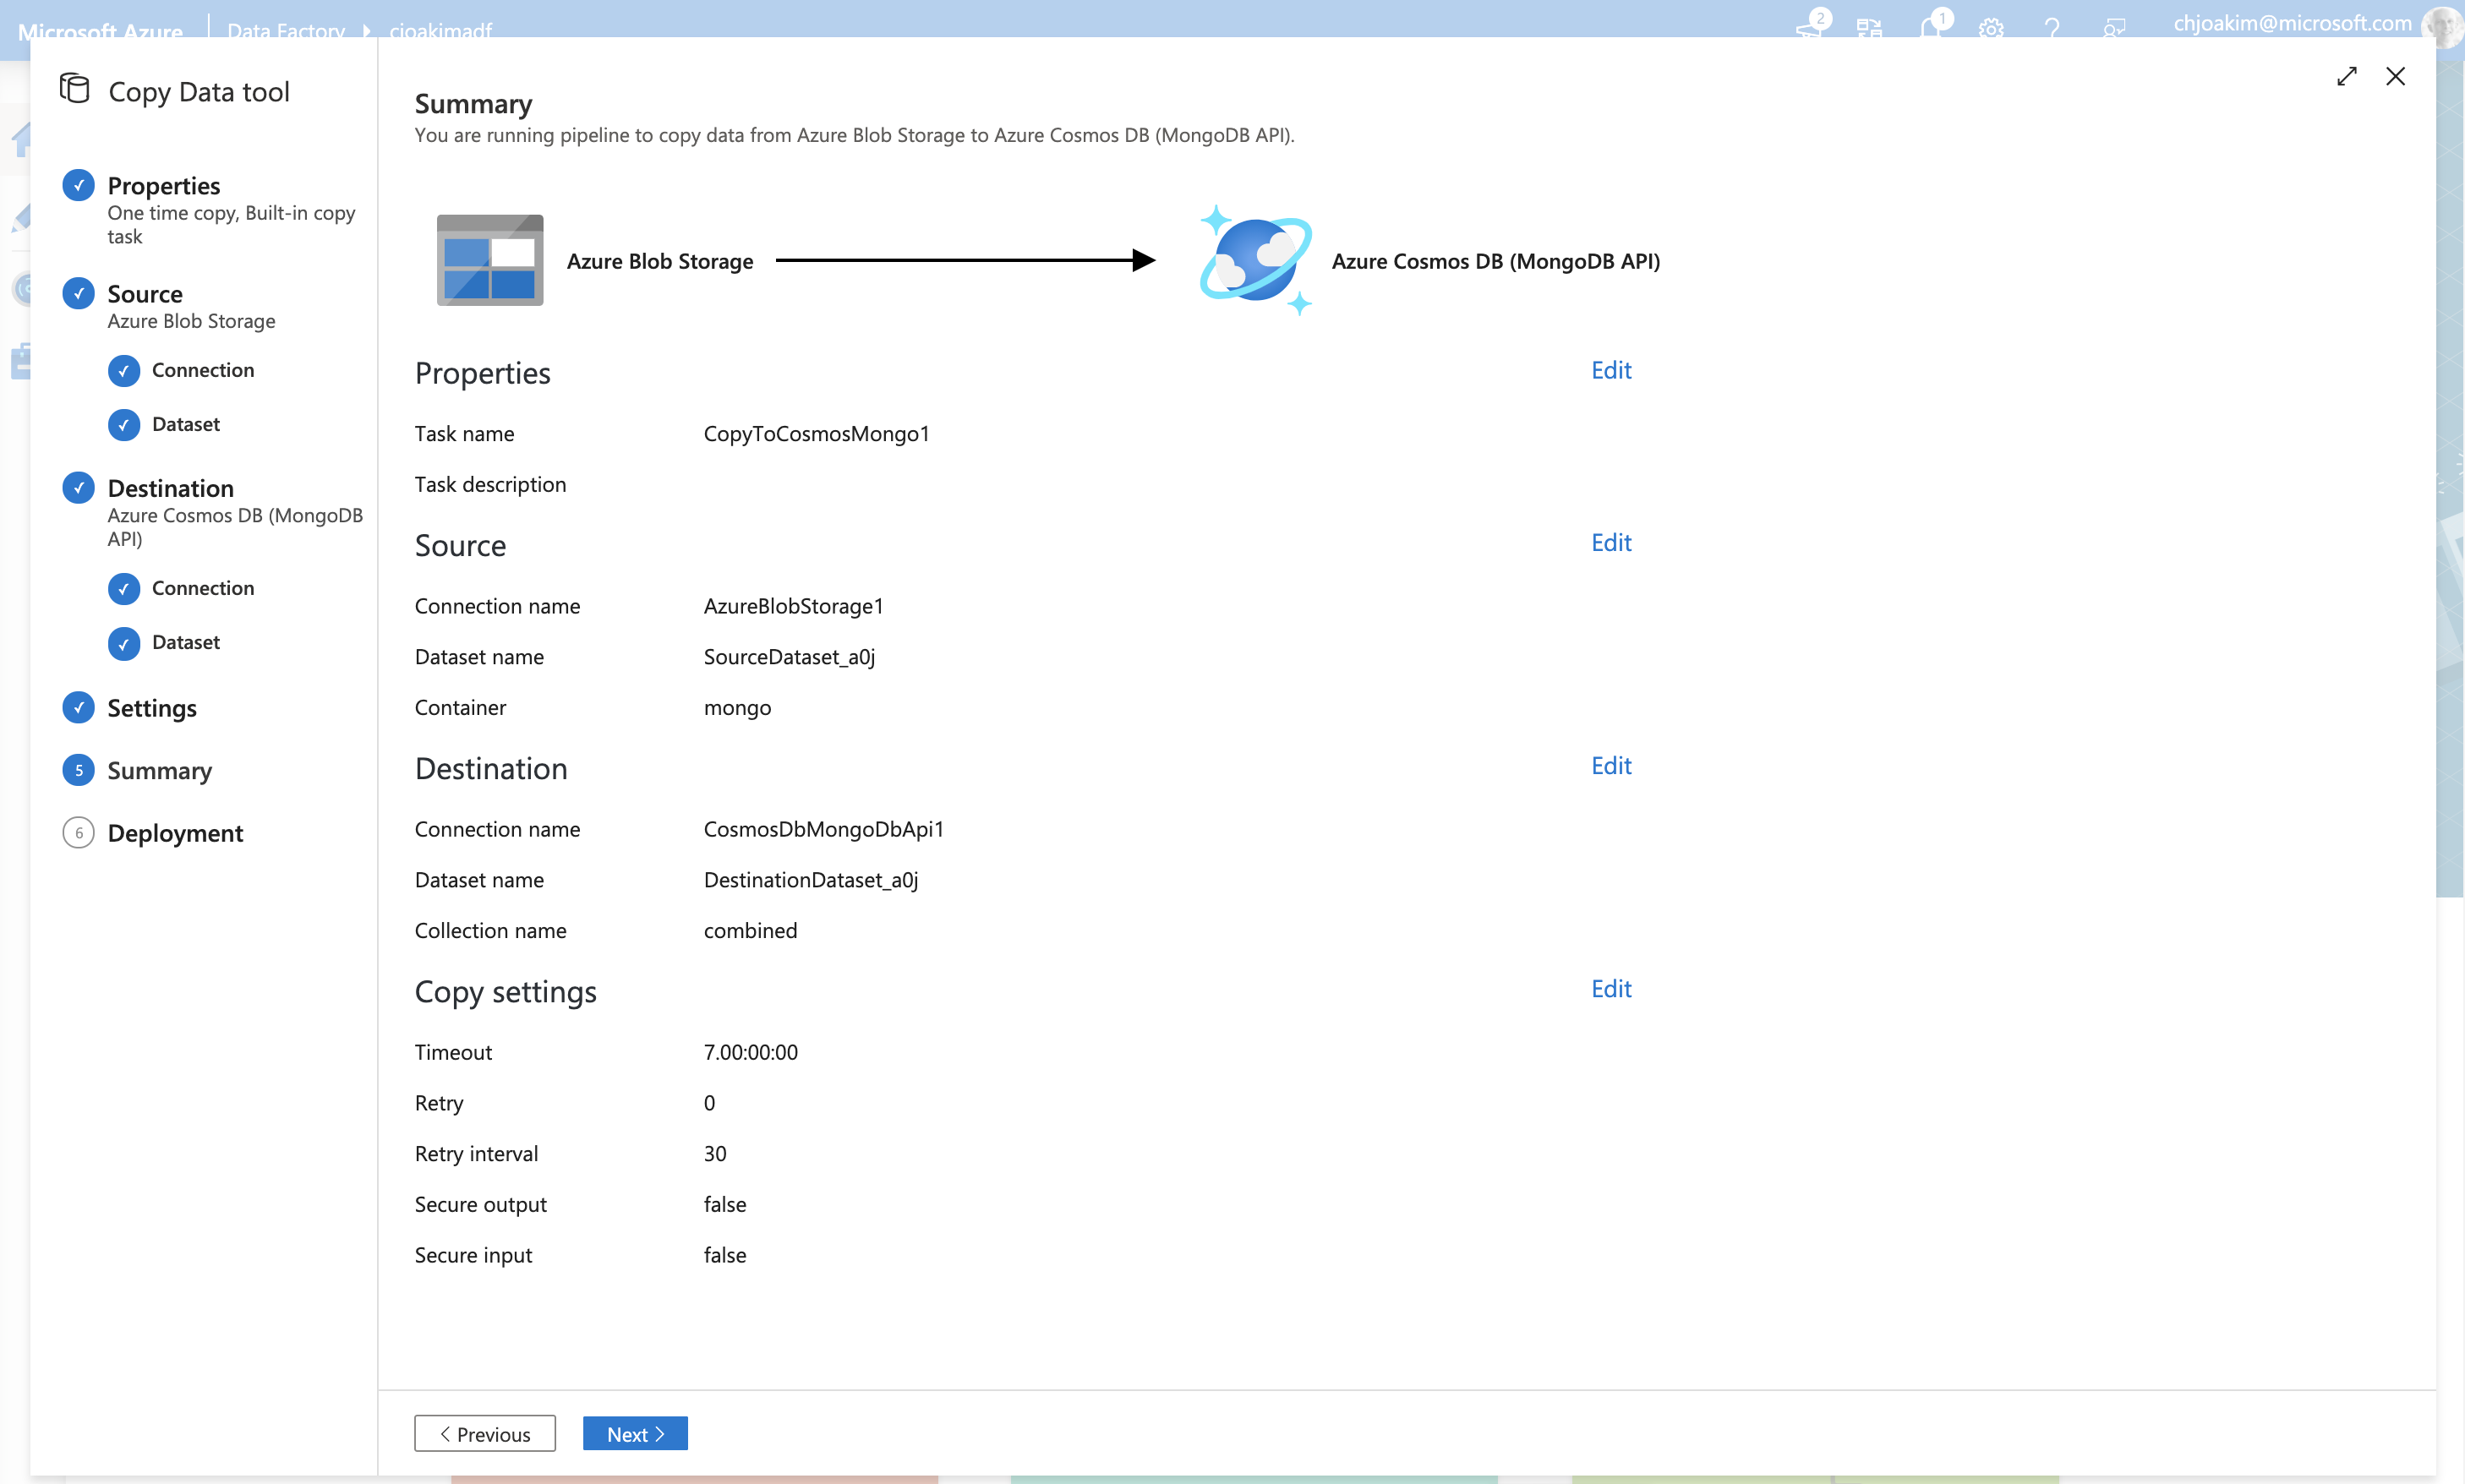 Microsoft Azure
Data Factory
cjoakimadf
2
1
chjoakim@microsoft.com
Copy Data tool
Properties
One time copy, Built-in copy
task
Source
Azure Blob Storage
Connection
Dataset
Destination
Azure Cosmos DB (MongoDB
API)
Connection
Dataset
Settings
5 Summary
6 Deployment
Summary
You are running pipeline to copy data from Azure Blob Storage to Azure Cosmos DB (MongoDB API).
Azure Blob Storage
Azure Cosmos DB (MongoDB API)
Properties Edit
Task name CopyToCosmosMongo1
Task description
Source Edit
Connection name AzureBlobStorage1
Dataset name SourceDataset_a0j
Container mongo
Destination Edit
Connection name CosmosDbMongoDbApi1
Dataset name DestinationDataset_a0j
Collection name combined
Copy settings Edit
Timeout 7.00:00:00
Retry 0
Retry interval 30
Secure output false
Secure input false
< Previous
Next >